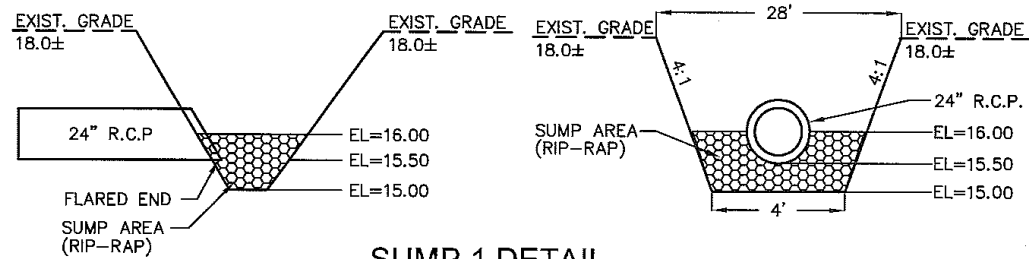 EXIST. GRADE
18.0±
EXIST. GRADE
18.0±
24" R.C.P
EL=16.00
EL=15.50
EL=15.00
FLARED END
SUMP AREA
(RIP-RAP)
28'
EXIST. GRADE
18.0±
EXIST. GRADE
18.0±
4:1
4:1
24" R.C.P.
SUMP AREA
(RIP-RAP)
EL=16.00
EL=15.50
EL=15.00
4'
SUMP 1 DETAIL